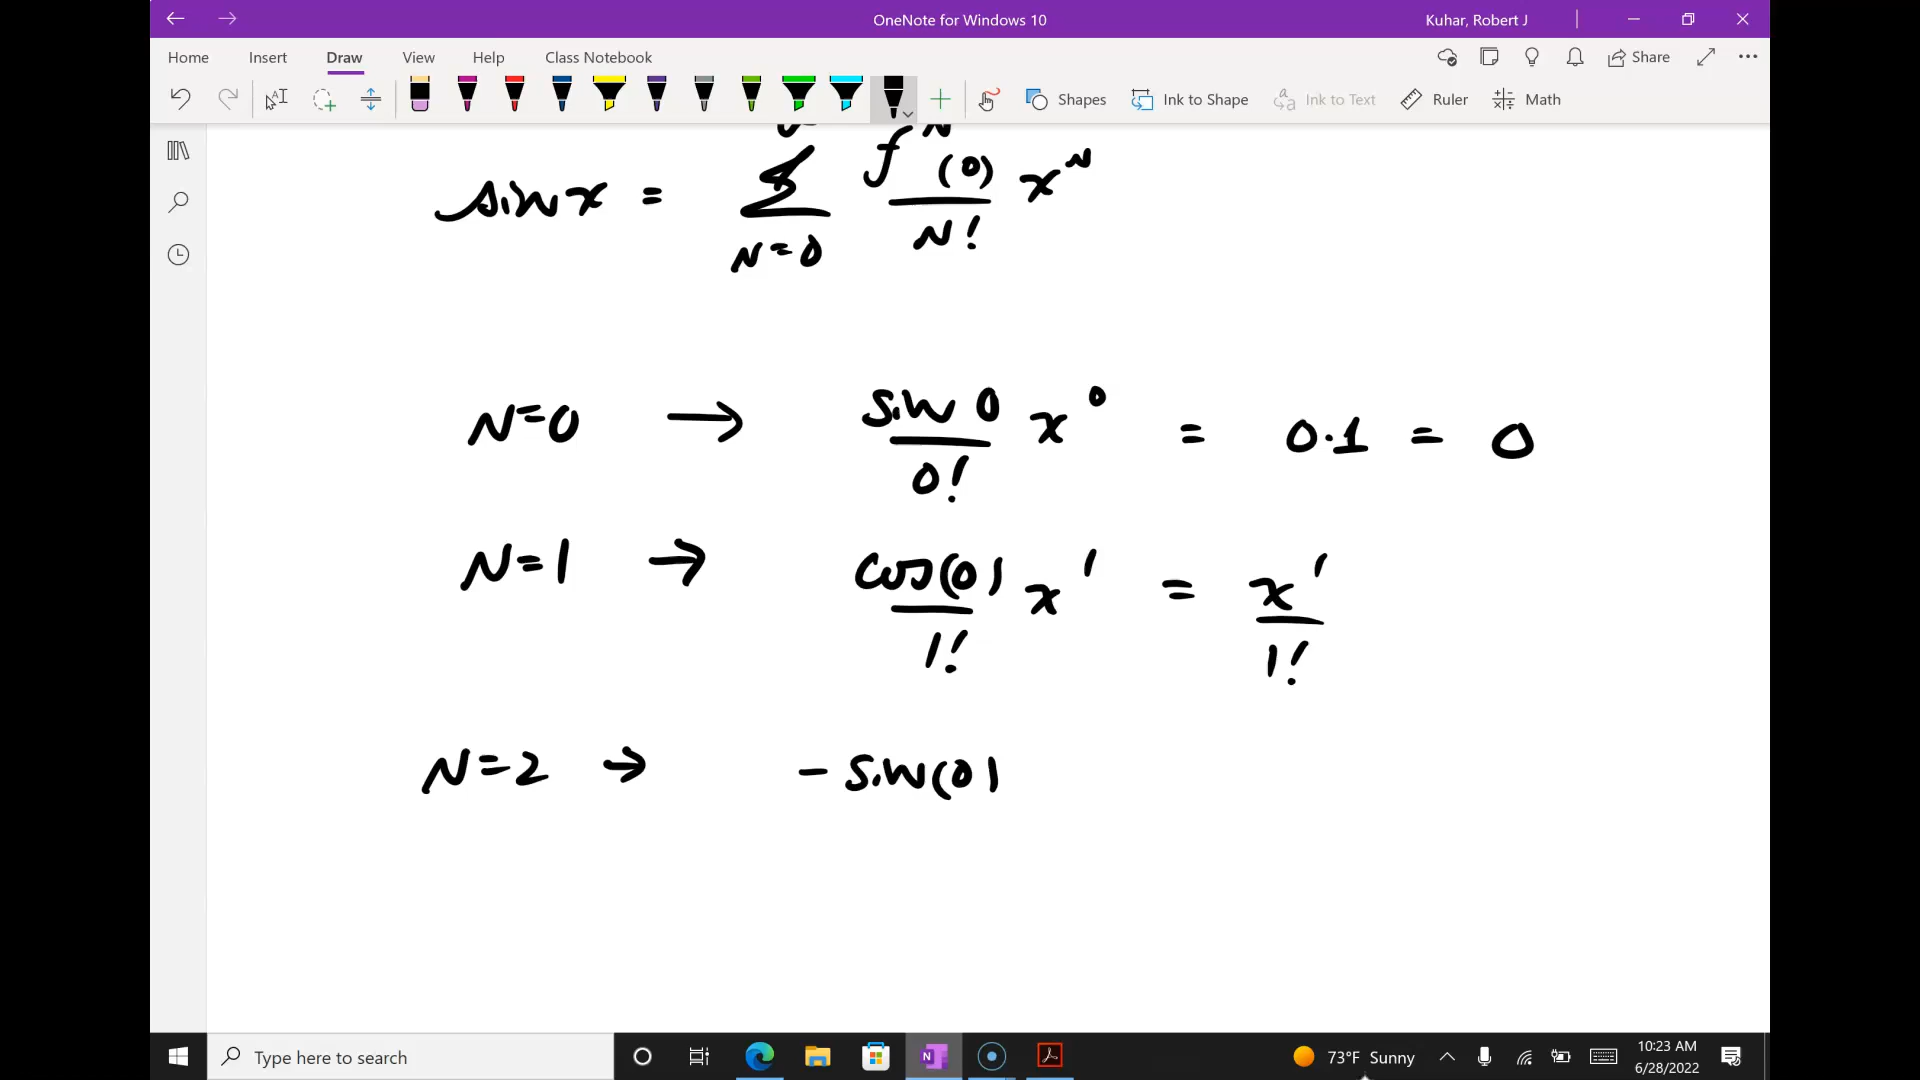 OneNote for Windows 10 Kuhar, Robert J
Home Insert Draw View Help Class Notebook Share
Shapes Ink to Shape Ink to Text Ruler Math
sin x = Σ f^N (0) / N! x^N
N=0
N=0 → sin 0 / 0! x^0 = 0·1 = 0
N=1 → cos(0) / 1! x^1 = x^1 / 1!
N=2 → - sin(0)
Type here to search 73°F Sunny 10:23 AM
6/28/2022